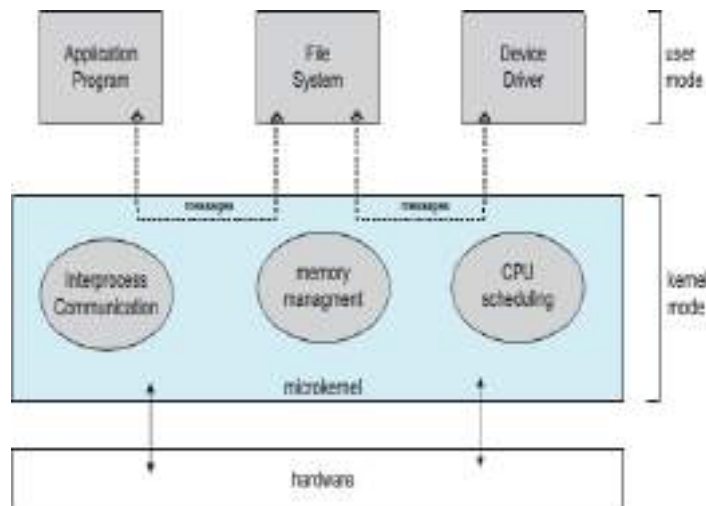 Application
Program
File
System
Device
Driver
user
mode
messages
messages
Interprocess
Communication
memory
managment
CPU
scheduling
kernel
mode
microkernel
hardware